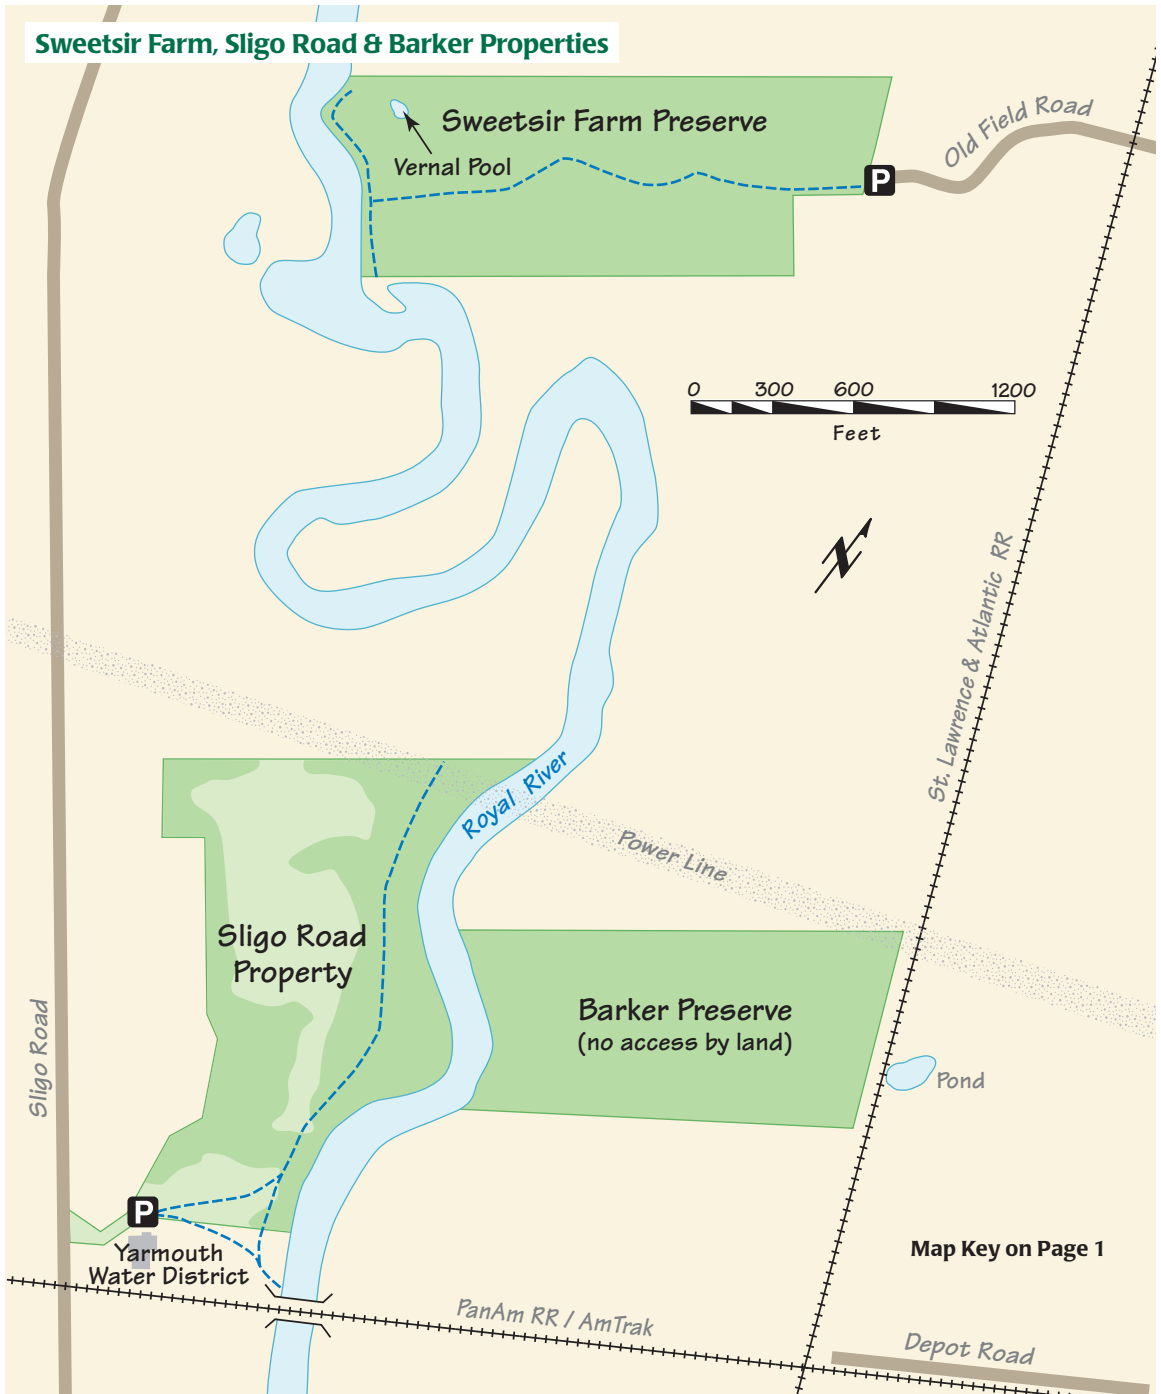 Sweetsir Farm, Sligo Road & Barker Properties
Sweetsir Farm Preserve
Vernal Pool
Old Field Road
P
0 300 600 1200
Feet
N
St. Lawrence & Atlantic RR
Royal River
Power Line
Sligo Road
Property
Barker Preserve
(no access by land)
Pond
Sligo Road
P
Yarmouth
Water District
Map Key on Page 1
PanAm RR / AmTrak
Depot Road